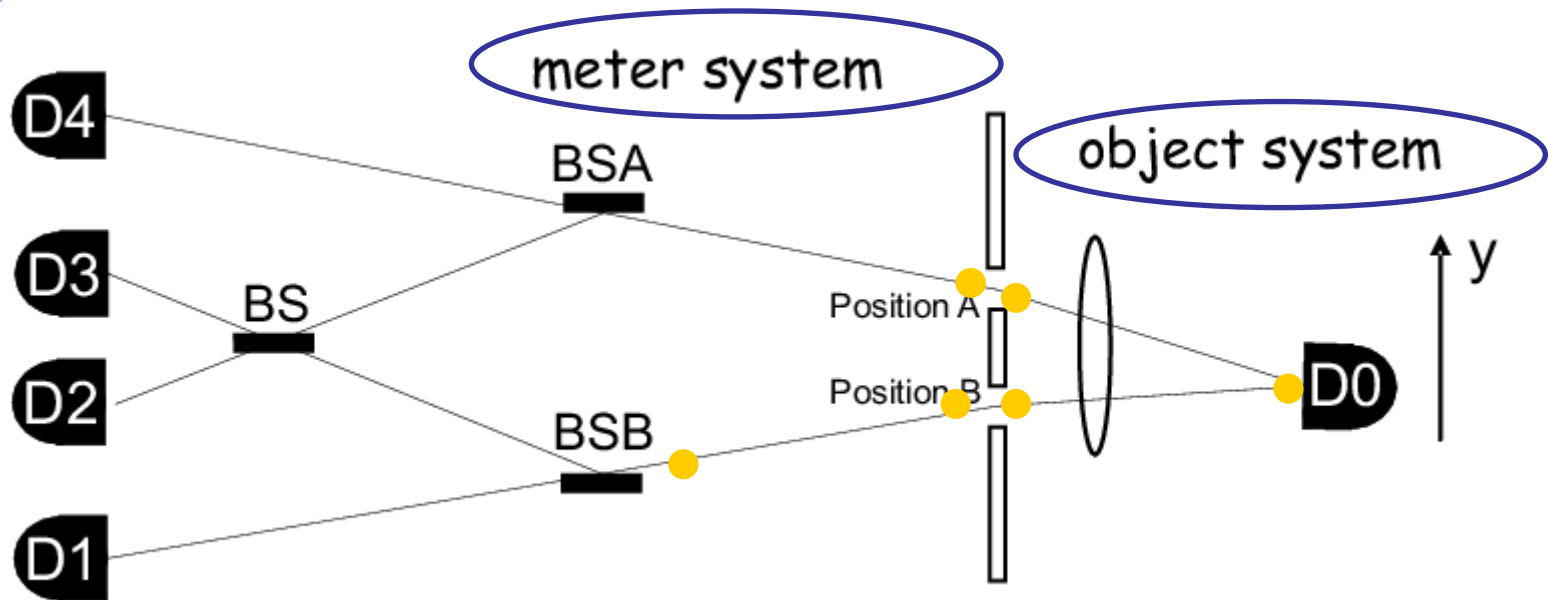 meter system
object system
D4
BSA
D3
y
BS
Position A
D0
Position B
D2
BSB
D1